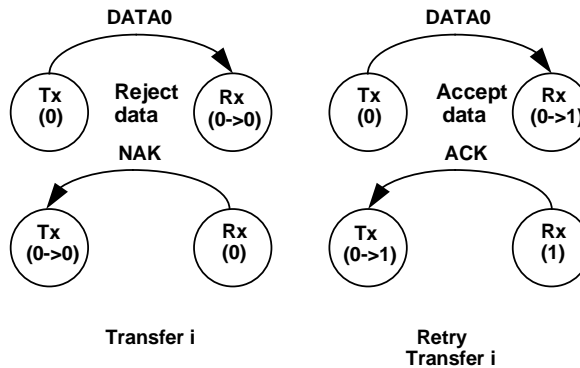 DATA0
Tx
(0)
Reject
data
Rx
(0->0)
NAK
Tx
(0->0)
Rx
(0)
Transfer i
DATA0
Tx
(0)
Accept
data
Rx
(0->1)
ACK
Tx
(0->1)
Rx
(1)
Retry
Transfer i